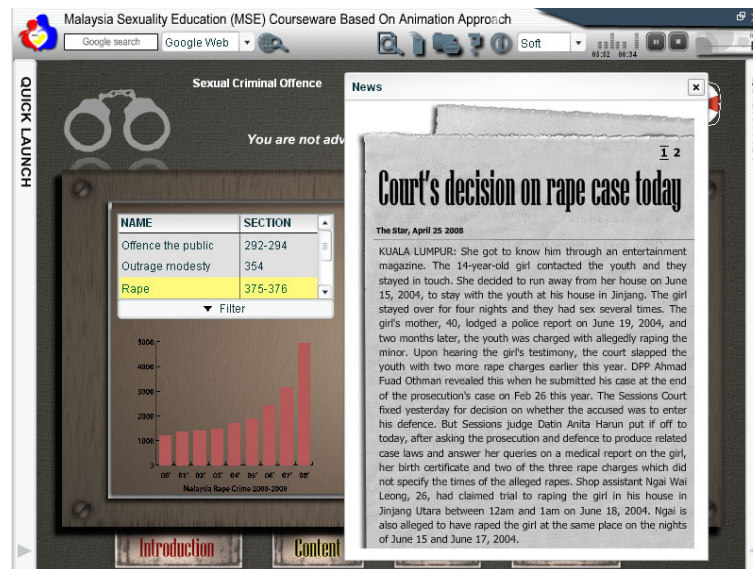 Malaysia Sexuality Education (MSE) Courseware Based On Animation Approach
Google search
Google Web
Soft
05:52 00:34
QUICK LAUNCH
Sexual Criminal Offence
You are not adv
NAME SECTION
Offence the public 292-294
Outrage modesty 354
Rape 375-376
Filter
5000
4000
3000
2000
1000
00' 01' 02' 03' 04' 05' 06' 07' 08'
Malaysia Rape Crime 2000-2008
Introduction
Content
News
1 2
Court's decision on rape case today
The Star, April 25 2008
KUALA LUMPUR: She got to know him through an entertainment
magazine. The 14-year-old girl contacted the youth and they
stayed in touch. She decided to run away from her house on June
15, 2004, to stay with the youth at his house in Jinjang. The girl
stayed over for four nights and they had sex several times. The
girl's mother, 40, lodged a police report on June 19, 2004, and
two months later, the youth was charged with allegedly raping the
minor. Upon hearing the girl's testimony, the court slapped the
youth with two more rape charges earlier this year. DPP Ahmad
Fuad Othman revealed this when he submitted his case at the end
of the prosecution's case on Feb 26 this year. The Sessions Court
fixed yesterday for decision on whether the accused was to enter
his defence. But Sessions judge Datin Anita Harun put if off to
today, after asking the prosecution and defence to produce related
case laws and answer her queries on a medical report on the girl,
her birth certificate and two of the three rape charges which did
not specify the times of the alleged rapes. Shop assistant Ngai Wai
Leong, 26, had claimed trial to raping the girl in his house in
Jinjang Utara between 12am and 1am on June 18, 2004. Ngai is
also alleged to have raped the girl at the same place on the nights
of June 15 and June 17, 2004.